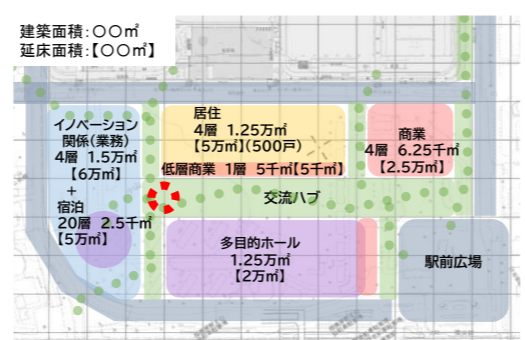 建築面積：〇〇㎡
延床面積：【〇〇㎡】
イノベーション
関係(業務)
4層 1.5万㎡
【6万㎡】
+
宿泊
20層 2.5千㎡
【5万㎡】
居住
4層 1.25万㎡
【5万㎡】(500戸)
低層商業 1層 5千㎡【5千㎡】
商業
4層 6.25千㎡
【2.5万㎡】
交流ハブ
多目的ホール
1.25万㎡
【2万㎡】
駅前広場